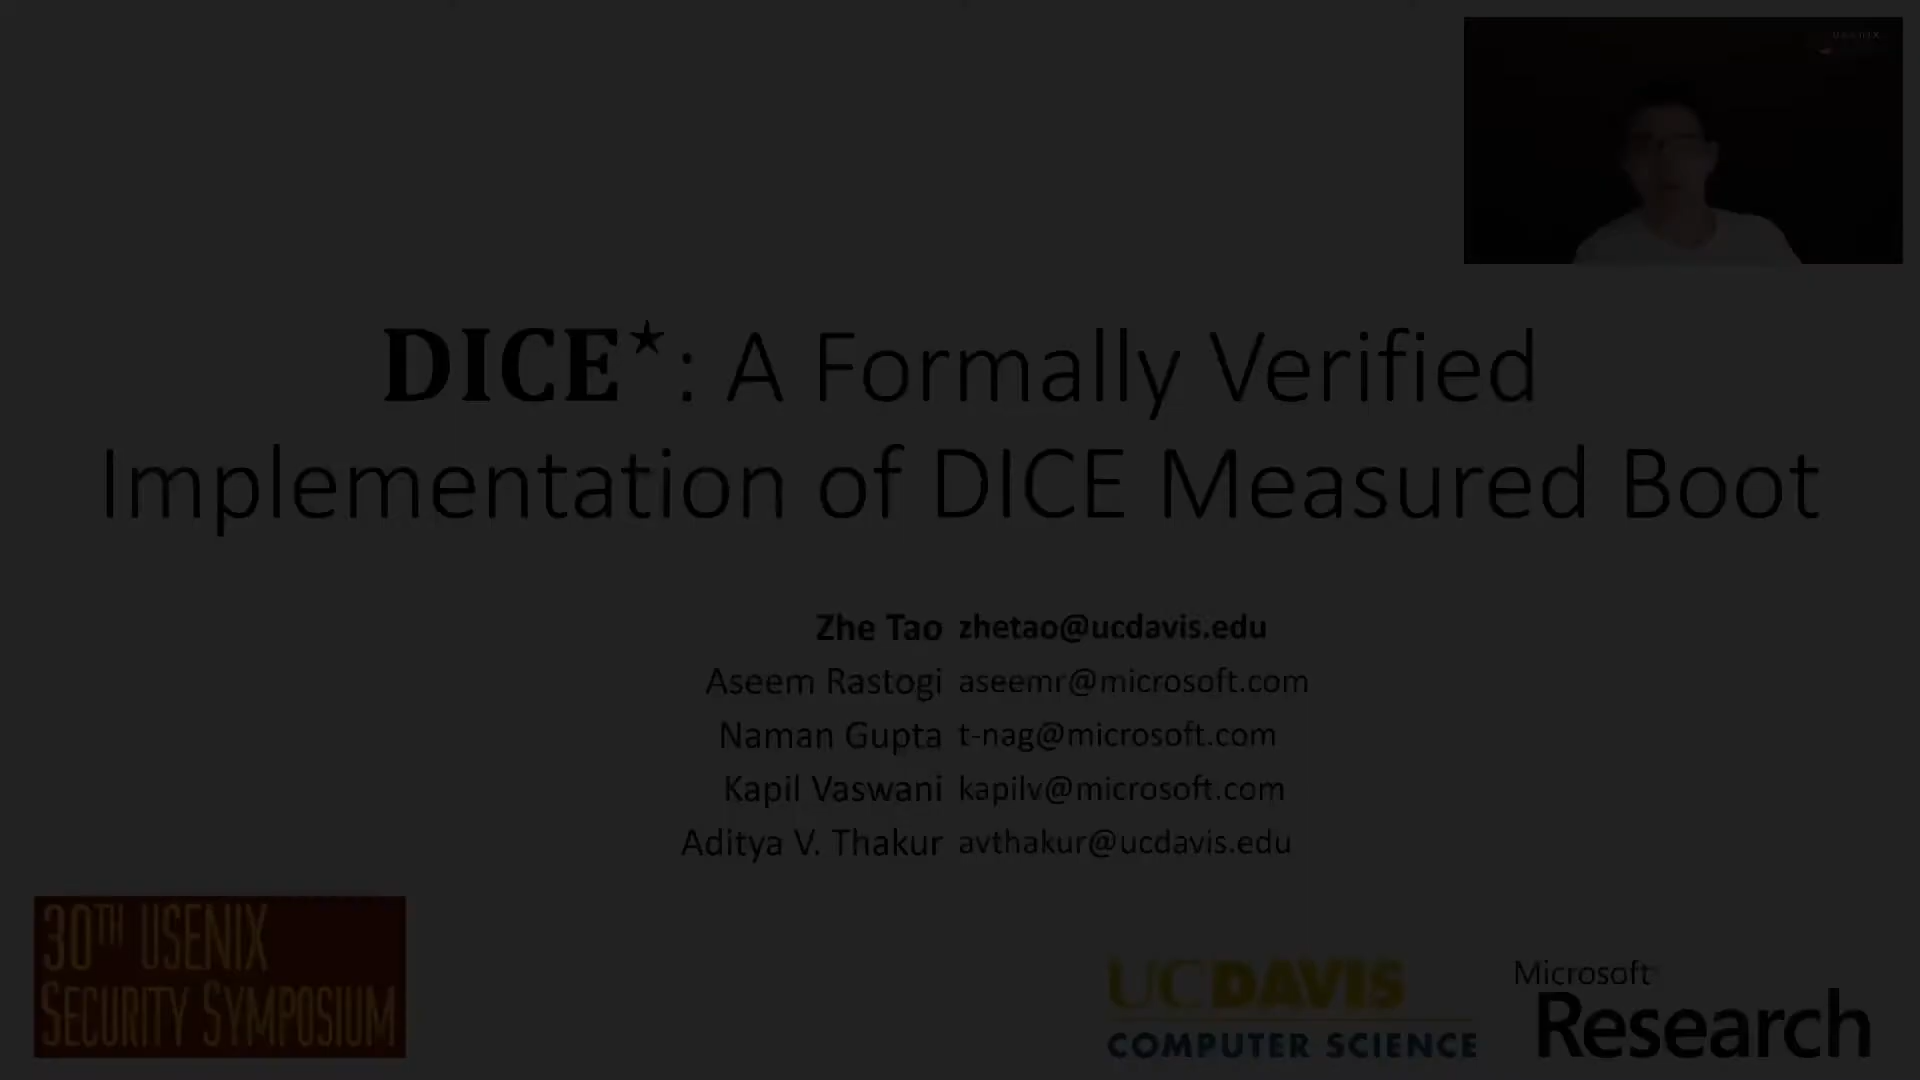 USENIX
DICE★: A Formally Verified
Implementation of DICE Measured Boot
Zhe Tao zhetao@ucdavis.edu
Aseem Rastogi aseemr@microsoft.com
Naman Gupta t-nag@microsoft.com
Kapil Vaswani kapilv@microsoft.com
Aditya V. Thakur avthakur@ucdavis.edu
30TH USENIX
SECURITY SYMPOSIUM
UCDAVIS
COMPUTER SCIENCE
Microsoft
Research